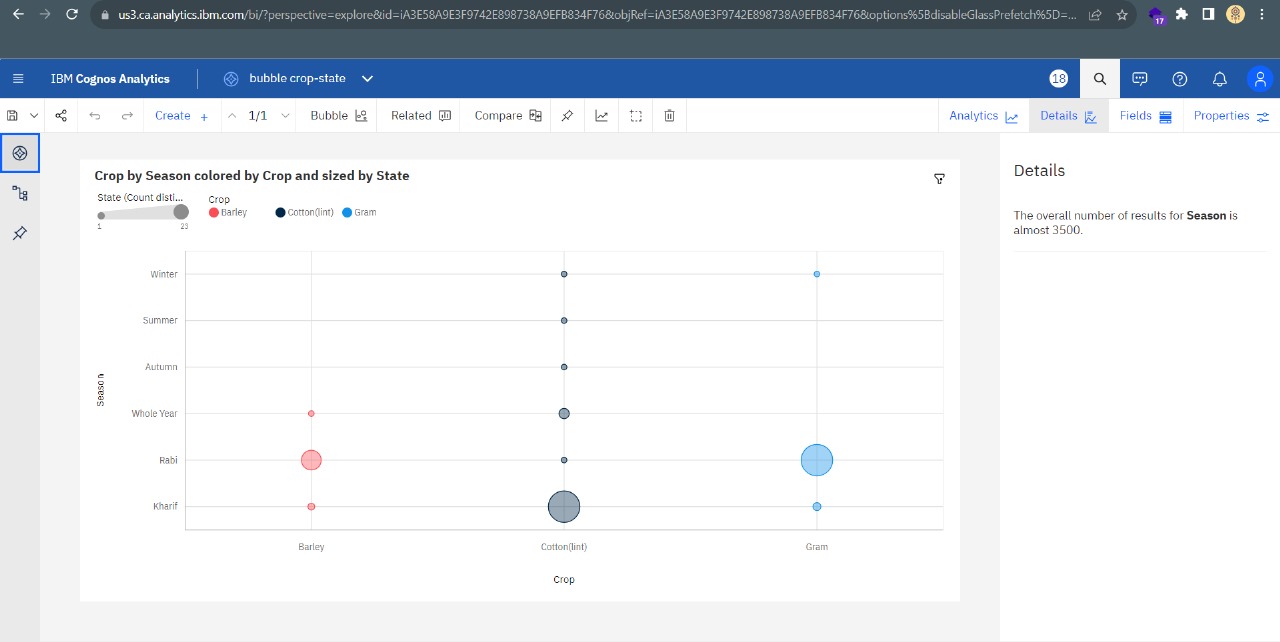 us3.ca.analytics.ibm.com/bi/?perspective=explore&id=iA3E58A9E3F9742E898738A9EFB834F76&objRef=iA3E58A9E3F9742E898738A9EFB834F76&options%5BdisableGlassPrefetch%5D=...
17
IBM Cognos Analytics
bubble crop-state
18
Create + 1/1 Bubble Related Compare
Analytics Details Fields Properties
Crop by Season colored by Crop and sized by State
State (Count disti...
1 23
Crop
Barley Cotton(lint) Gram
Season
Winter
Summer
Autumn
Whole Year
Rabi
Kharif
Barley Cotton(lint) Gram
Crop
Details
The overall number of results for Season is
almost 3500.